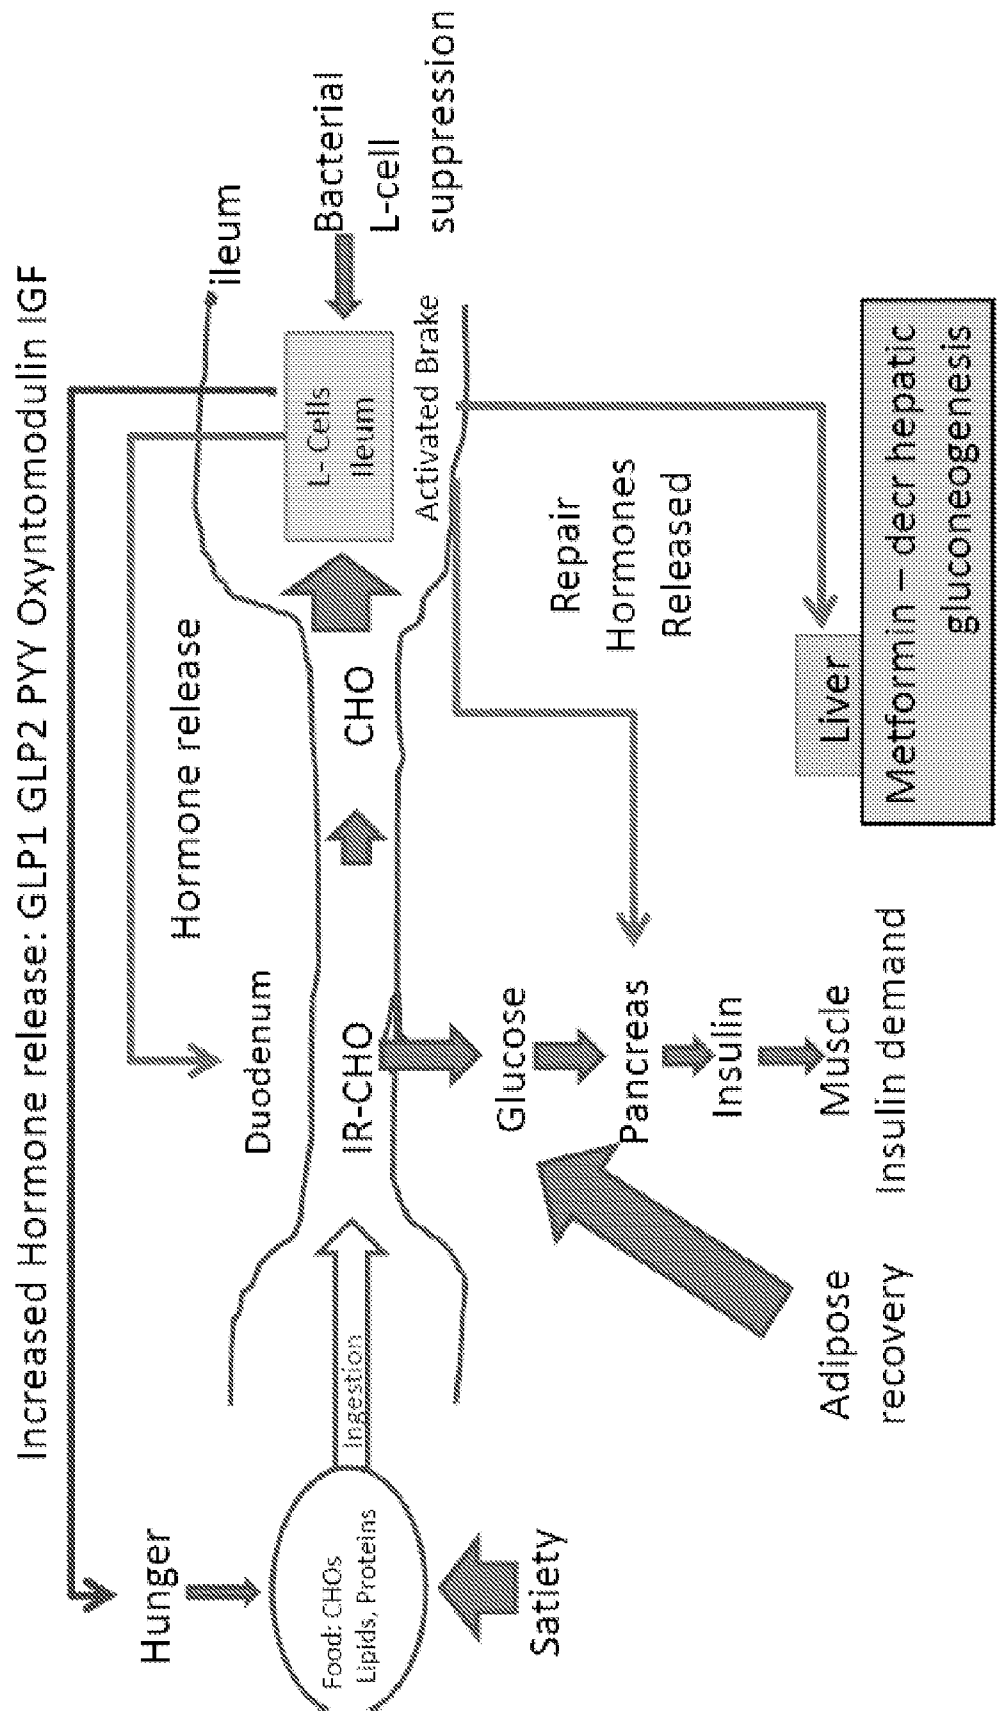 Increased Hormone release: GLP1 GLP2 PYY Oxyntomodulin IGF
Hunger
Food: CHOs
Lipids, Proteins
Satiety
Ingestion
Duodenum
Hormone release
ileum
IR-CHO
CHO
L- Cells
Ileum
Activated Brake
Bacterial
L-cell
suppression
Glucose
Pancreas
Insulin
Muscle
Insulin demand
Adipose
recovery
Repair
Hormones
Released
Liver
Metformin – decr hepatic
gluconeogenesis